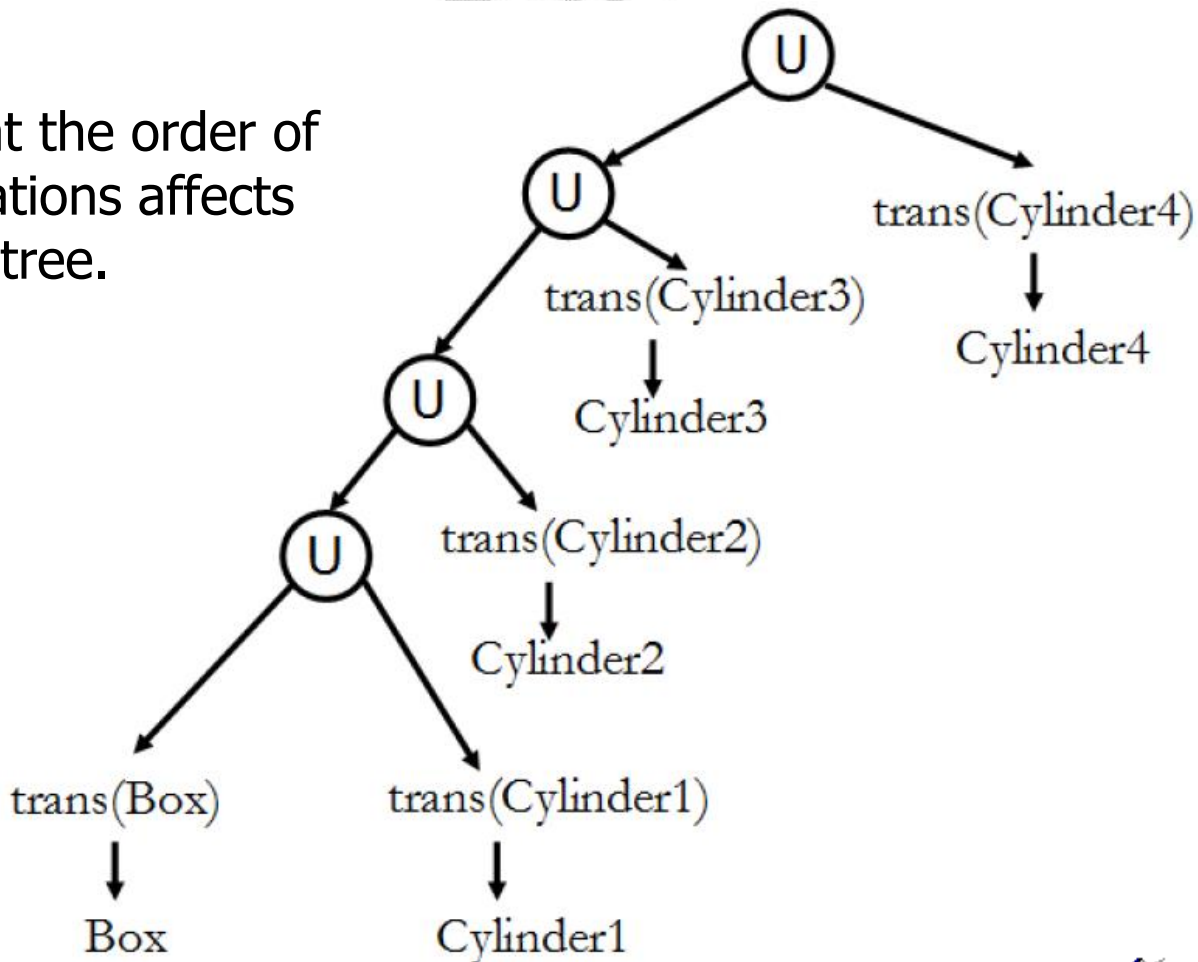 U
at the order of
ations affects
tree.
U
trans(Cylinder4)
trans(Cylinder3)
Cylinder4
U
Cylinder3
trans(Cylinder2)
U
Cylinder2
trans(Box)
trans(Cylinder1)
Box
Cylinder1